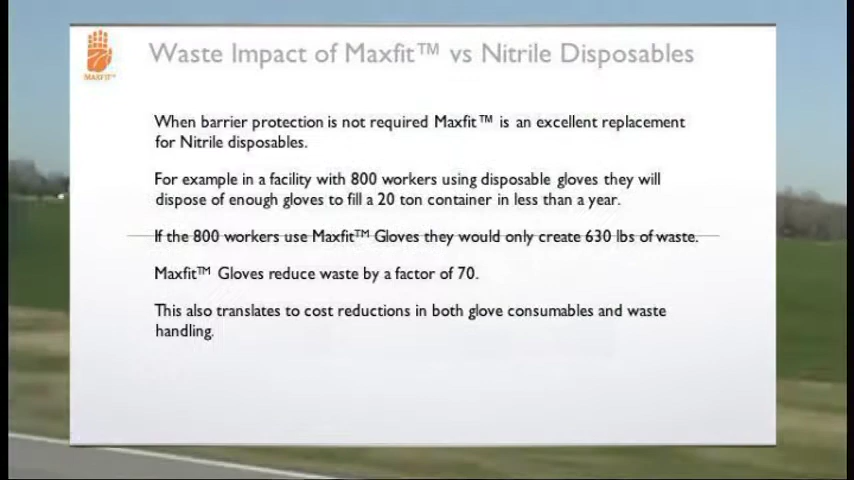 Waste Impact of Maxfit™ vs Nitrile Disposables
MAXFIT™
When barrier protection is not required Maxfit™ is an excellent replacement
for Nitrile disposables.
For example in a facility with 800 workers using disposable gloves they will
dispose of enough gloves to fill a 20 ton container in less than a year.
If the 800 workers use Maxfit™ Gloves they would only create 630 lbs of waste.
Maxfit™ Gloves reduce waste by a factor of 70.
This also translates to cost reductions in both glove consumables and waste
handling.